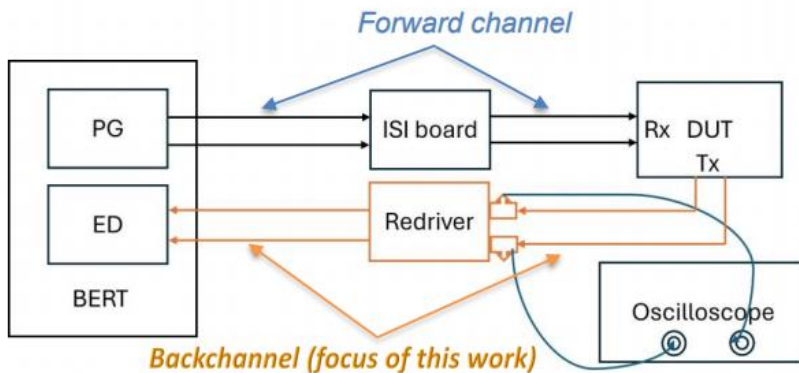 Forward channel
PG
ISI board
Rx DUT
Tx
ED
Redriver
BERT
Oscilloscope
Backchannel (focus of this work)